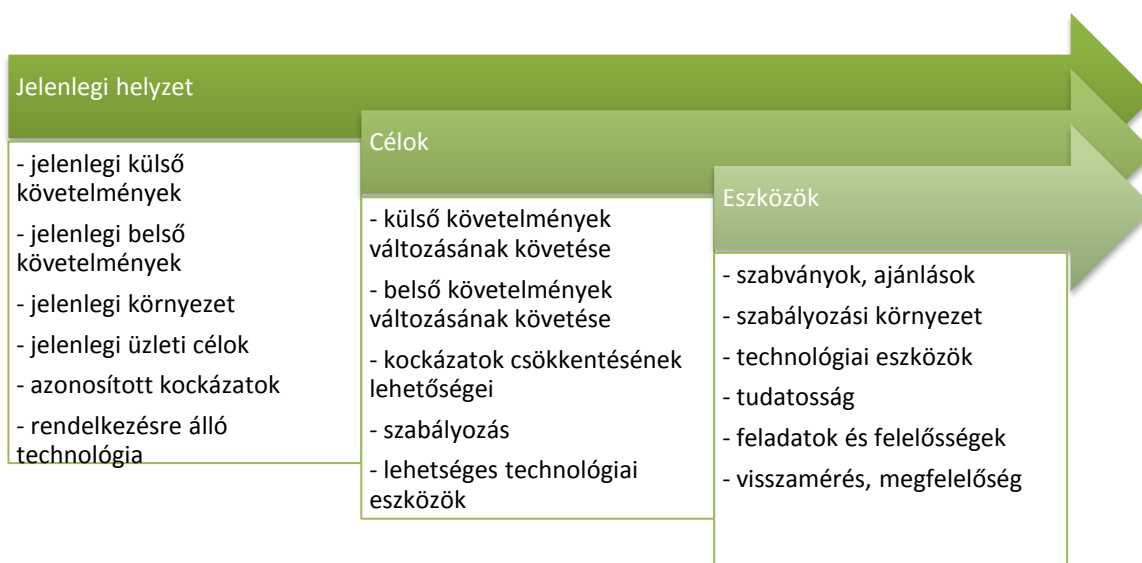 Jelenlegi helyzet
- jelenlegi külső
követelmények
- jelenlegi belső
követelmények
- jelenlegi környezet
- jelenlegi üzleti célok
- azonosított kockázatok
- rendelkezésre álló
technológia
Célok
- külső követelmények
változásának követése
- belső követelmények
változásának követése
- kockázatok csökkentésének
lehetőségei
- szabályozás
- lehetséges technológiai
eszközök
Eszközök
- szabványok, ajánlások
- szabályozási környezet
- technológiai eszközök
- tudatosság
- feladatok és felelősségek
- visszamérés, megfelelőség